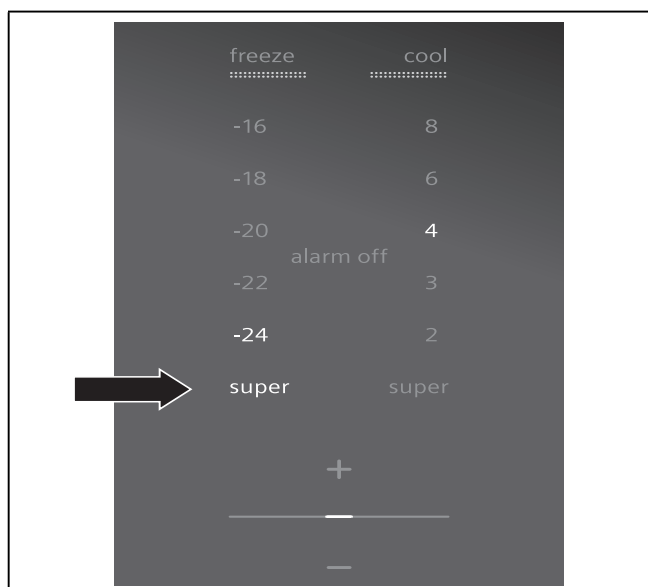 freeze cool
-16 8
-18 6
-20 4
alarm off
-22 3
-24 2
super super
+
–